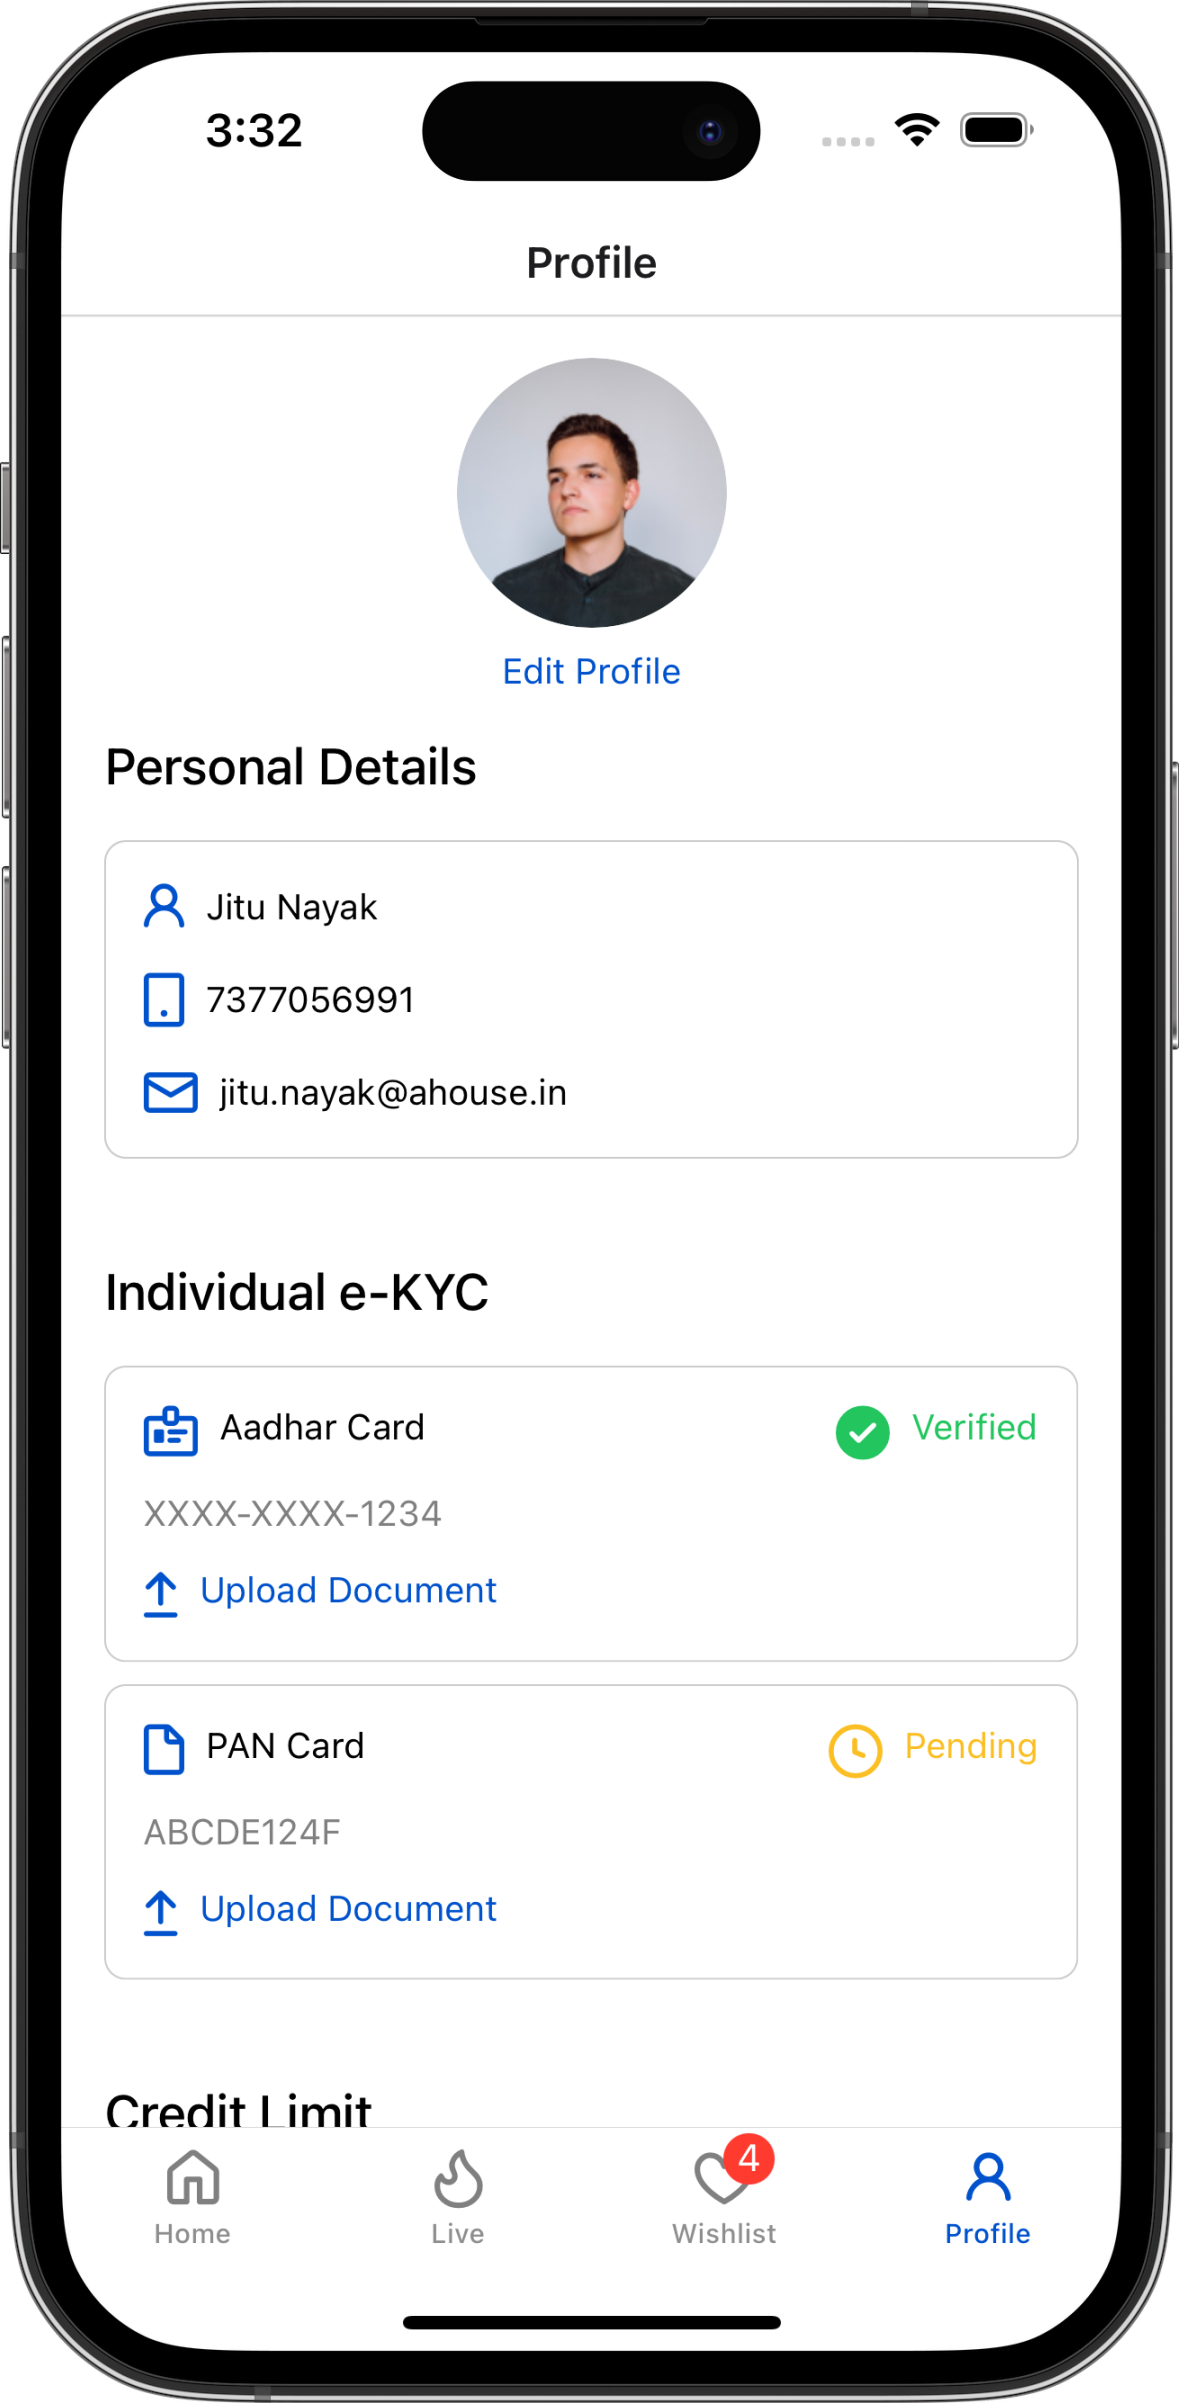 3:32
Profile
Edit Profile
Personal Details
Jitu Nayak
7377056991
jitu.nayak@ahouse.in
Individual e-KYC
Aadhar Card
Verified
XXXX-XXXX-1234
Upload Document
PAN Card
Pending
ABCDE124F
Upload Document
Credit Limit
4
Home
Live
Wishlist
Profile